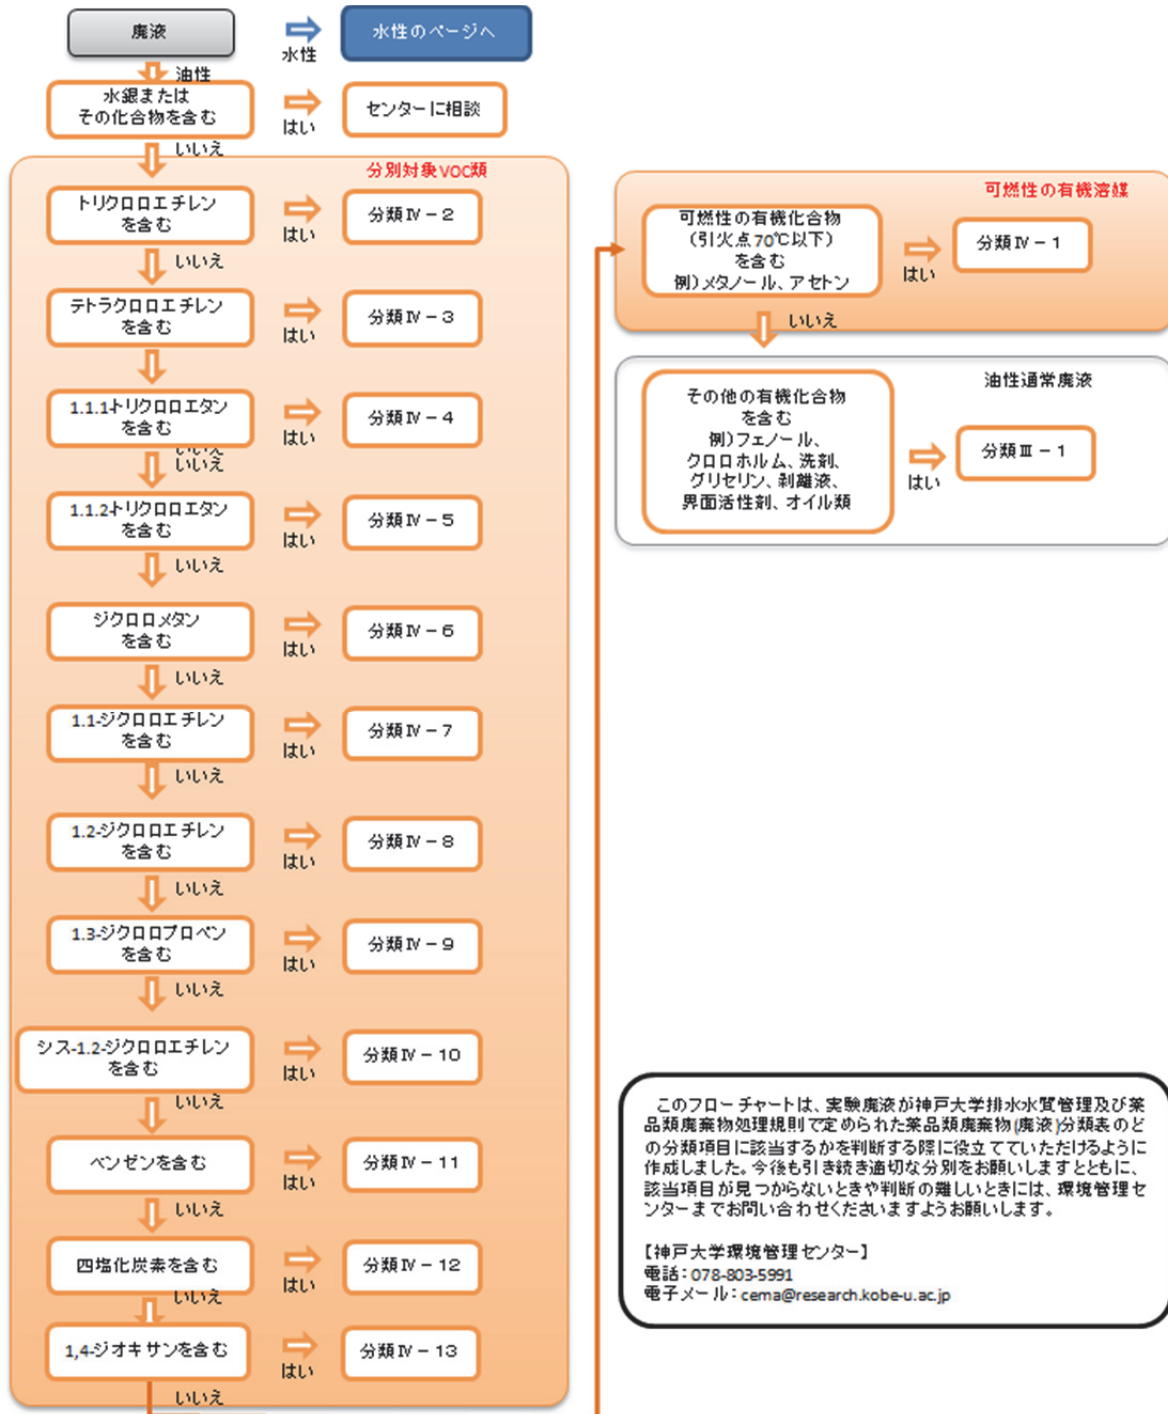 廃液
水性
水性のページへ
油性
水銀または
その化合物を含む
はい
センターに相談
いいえ
分別対象VOC類
トリクロロエチレン
を含む
はい
分類Ⅳ－2
いいえ
テトラクロロエチレン
を含む
はい
分類Ⅳ－3
1.1.1トリクロロエタン
を含む
はい
分類Ⅳ－4
いいえ
いいえ
1.1.2トリクロロエタン
を含む
はい
分類Ⅳ－5
いいえ
ジクロロメタン
を含む
はい
分類Ⅳ－6
いいえ
1.1-ジクロロエチレン
を含む
はい
分類Ⅳ－7
いいえ
1.2-ジクロロエチレン
を含む
はい
分類Ⅳ－8
いいえ
1.3-ジクロロプロペン
を含む
はい
分類Ⅳ－9
いいえ
シス-1.2-ジクロロエチレン
を含む
はい
分類Ⅳ－10
いいえ
ベンゼンを含む
はい
分類Ⅳ－11
いいえ
四塩化炭素を含む
はい
分類Ⅳ－12
いいえ
1,4-ジオキサンを含む
はい
分類Ⅳ－13
いいえ
可燃性の有機溶媒
可燃性の有機化合物
（引火点70℃以下）
を含む
例）メタノール、アセトン
はい
分類Ⅳ－1
いいえ
油性通常廃液
その他の有機化合物
を含む
例）フェノール、
クロロホルム、洗剤、
グリセリン、剥離液、
界面活性剤、オイル類
はい
分類Ⅲ－1
このフローチャートは、実験廃液が神戸大学排水水質管理及び薬
品類廃棄物処理規則で定められた薬品類廃棄物(廃液)分類表のど
の分類項目に該当するかを判断する際に役立てていただけるように
作成しました。今後も引き続き適切な分別をお願いしますとともに、
該当項目が見つからないときや判断の難しいときには、環境管理セ
ンターまでお問い合わせくださいますようお願いします。
【神戸大学環境管理センター】
電話：078-803-5991
電子メール：cema@research.kobe-u.ac.jp